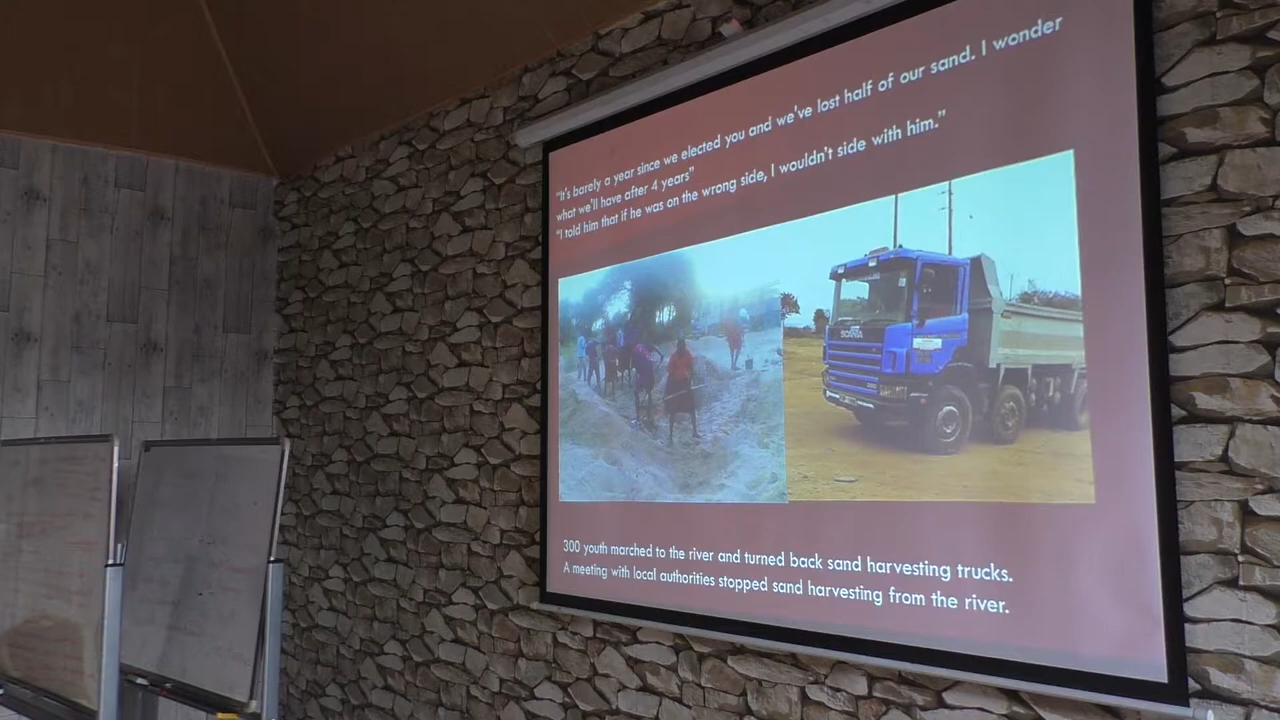 "It's barely a year since we elected you and we've lost half of our sand. I wonder
what we'll have after 4 years"
"I told him that if he was on the wrong side, I wouldn't side with him."
SCANIA
300 youth marched to the river and turned back sand harvesting trucks.
A meeting with local authorities stopped sand harvesting from the river.